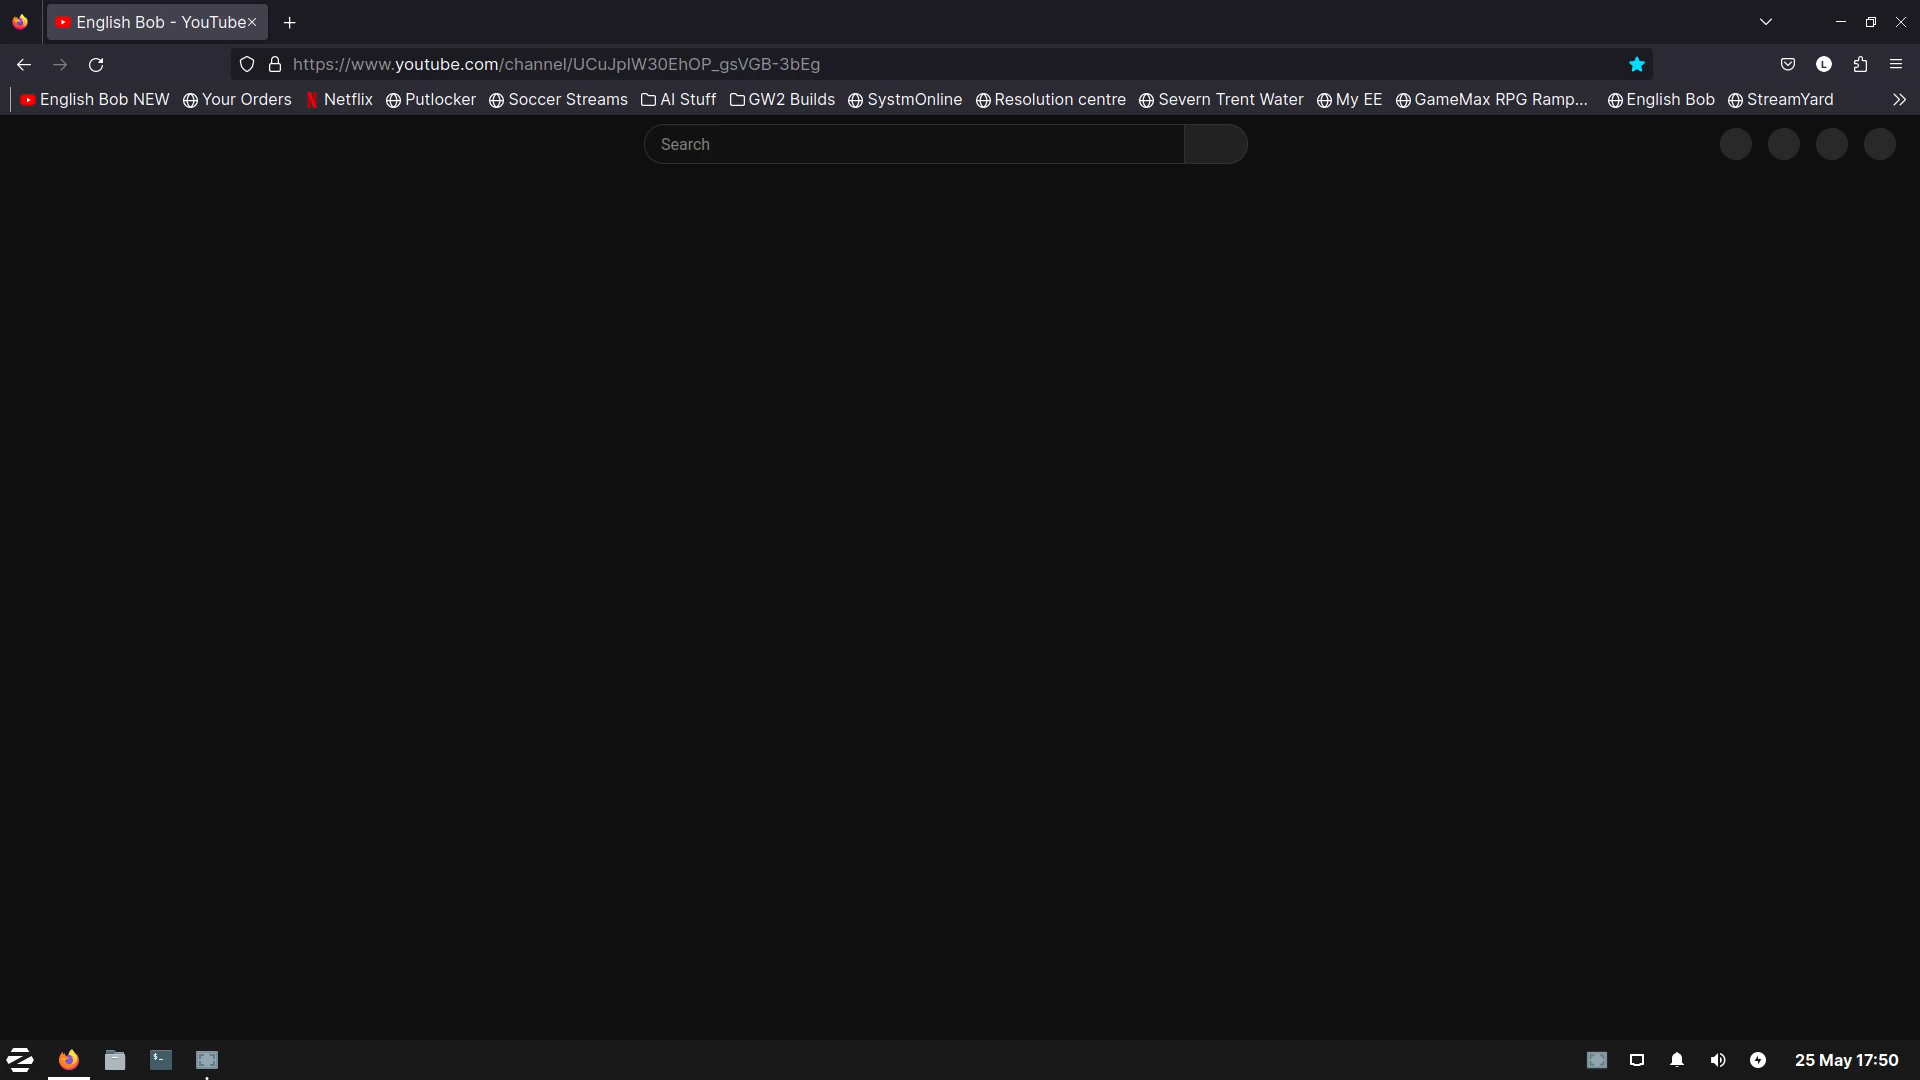 English Bob - YouTube
https://www.youtube.com/channel/UCuJpIW30EhOP_gsVGB-3bEg
L
English Bob NEW Your Orders Netflix Putlocker Soccer Streams AI Stuff GW2 Builds SystmOnline Resolution centre Severn Trent Water My EE GameMax RPG Ramp... English Bob StreamYard
Search
25 May 17:50